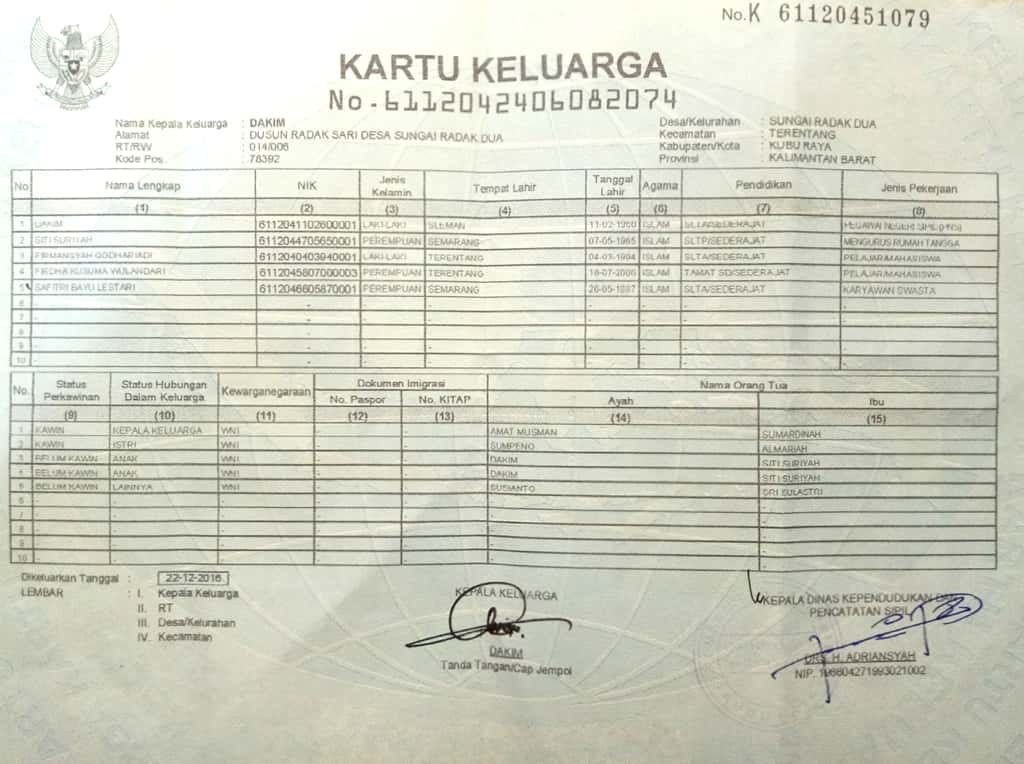 No. K 61120451079
KARTU KELUARGA
No. 6112042406082074
Nama Kepala Keluarga : DAKIM
Alamat : DUSUN RADAK SARI DESA SUNGAI RADAK DUA
RT/RW : 014/006
Kode Pos : 78392
Desa/Kelurahan : SUNGAI RADAK DUA
Kecamatan : TERENTANG
Kabupaten/Kota : KUBU RAYA
Provinsi : KALIMANTAN BARAT
No Nama Lengkap NIK Jenis Kelamin Tempat Lahir Tanggal Lahir Agama Pendidikan Jenis Pekerjaan
(1) (2) (3) (4) (5) (6) (7) (8)
1 DAKIM 6112041102600001 LAKI-LAKI SLEMAN 11-02-1960 ISLAM SLTA/SEDERAJAT PEGAWAI NEGERI SIPIL (PNS)
2 SITI SURIYAH 6112044705650001 PEREMPUAN SEMARANG 07-05-1965 ISLAM SLTP/SEDERAJAT MENGURUS RUMAH TANGGA
3 FIRMANSYAH QODHARIADI 6112040403940001 LAKI-LAKI TERENTANG 04-03-1994 ISLAM SLTA/SEDERAJAT PELAJAR/MAHASISWA
4 FIRDHA KUSUMA WULANDARI 6112045807000003 PEREMPUAN TERENTANG 18-07-2000 ISLAM TAMAT SD/SEDERAJAT PELAJAR/MAHASISWA
5 SAFITRI BAYU LESTARI 6112046605870001 PEREMPUAN SEMARANG 26-05-1987 ISLAM SLTA/SEDERAJAT KARYAWAN SWASTA
6 - - - - - - - -
7 - - - - - - - -
8 - - - - - - - -
9 - - - - - - - -
10 - - - - - - - -
No. Status Perkawinan Status Hubungan Dalam Keluarga Kewarganegaraan Dokumen Imigrasi Nama Orang Tua
No. Paspor No. KITAP Ayah Ibu
(9) (10) (11) (12) (13) (14) (15)
1 KAWIN KEPALA KELUARGA WNI - - AMAT MUSMAN SUMARDINAH
2 KAWIN ISTRI WNI - - SUMPENO ALMARIAH
3 BELUM KAWIN ANAK WNI - - DAKIM SITI SURIYAH
4 BELUM KAWIN ANAK WNI - - DAKIM SITI SURIYAH
5 BELUM KAWIN LAINNYA WNI - - SUSIANTO SRI SULASTRI
6 - - - - - - -
7 - - - - - - -
8 - - - - - - -
9 - - - - - - -
10 - - - - - - -
Dikeluarkan Tanggal : 22-12-2016
LEMBAR : I. Kepala Keluarga
II. RT
III. Desa/Kelurahan
IV. Kecamatan
KEPALA KELUARGA
DAKIM
Tanda Tangan/Cap Jempol
KEPALA DINAS KEPENDUDUKAN DAN
PENCATATAN SIPIL
DRS. H. ADRIANSYAH
NIP. 196604271993021002